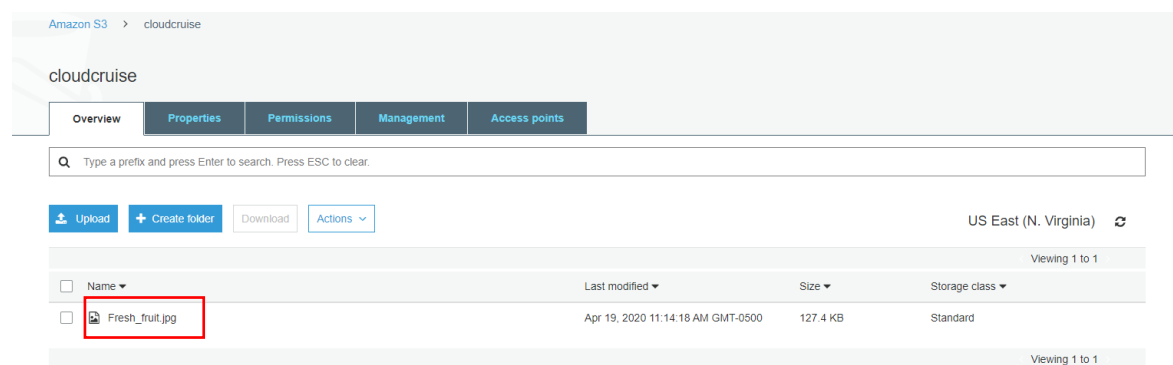 Amazon S3 > cloudcruise
cloudcruise
Overview Properties Permissions Management Access points
Type a prefix and press Enter to search. Press ESC to clear.
Upload + Create folder Download Actions
US East (N. Virginia)
Viewing 1 to 1
Name Last modified Size Storage class
Fresh_fruit.jpg Apr 19, 2020 11:14:18 AM GMT-0500 127.4 KB Standard
Viewing 1 to 1